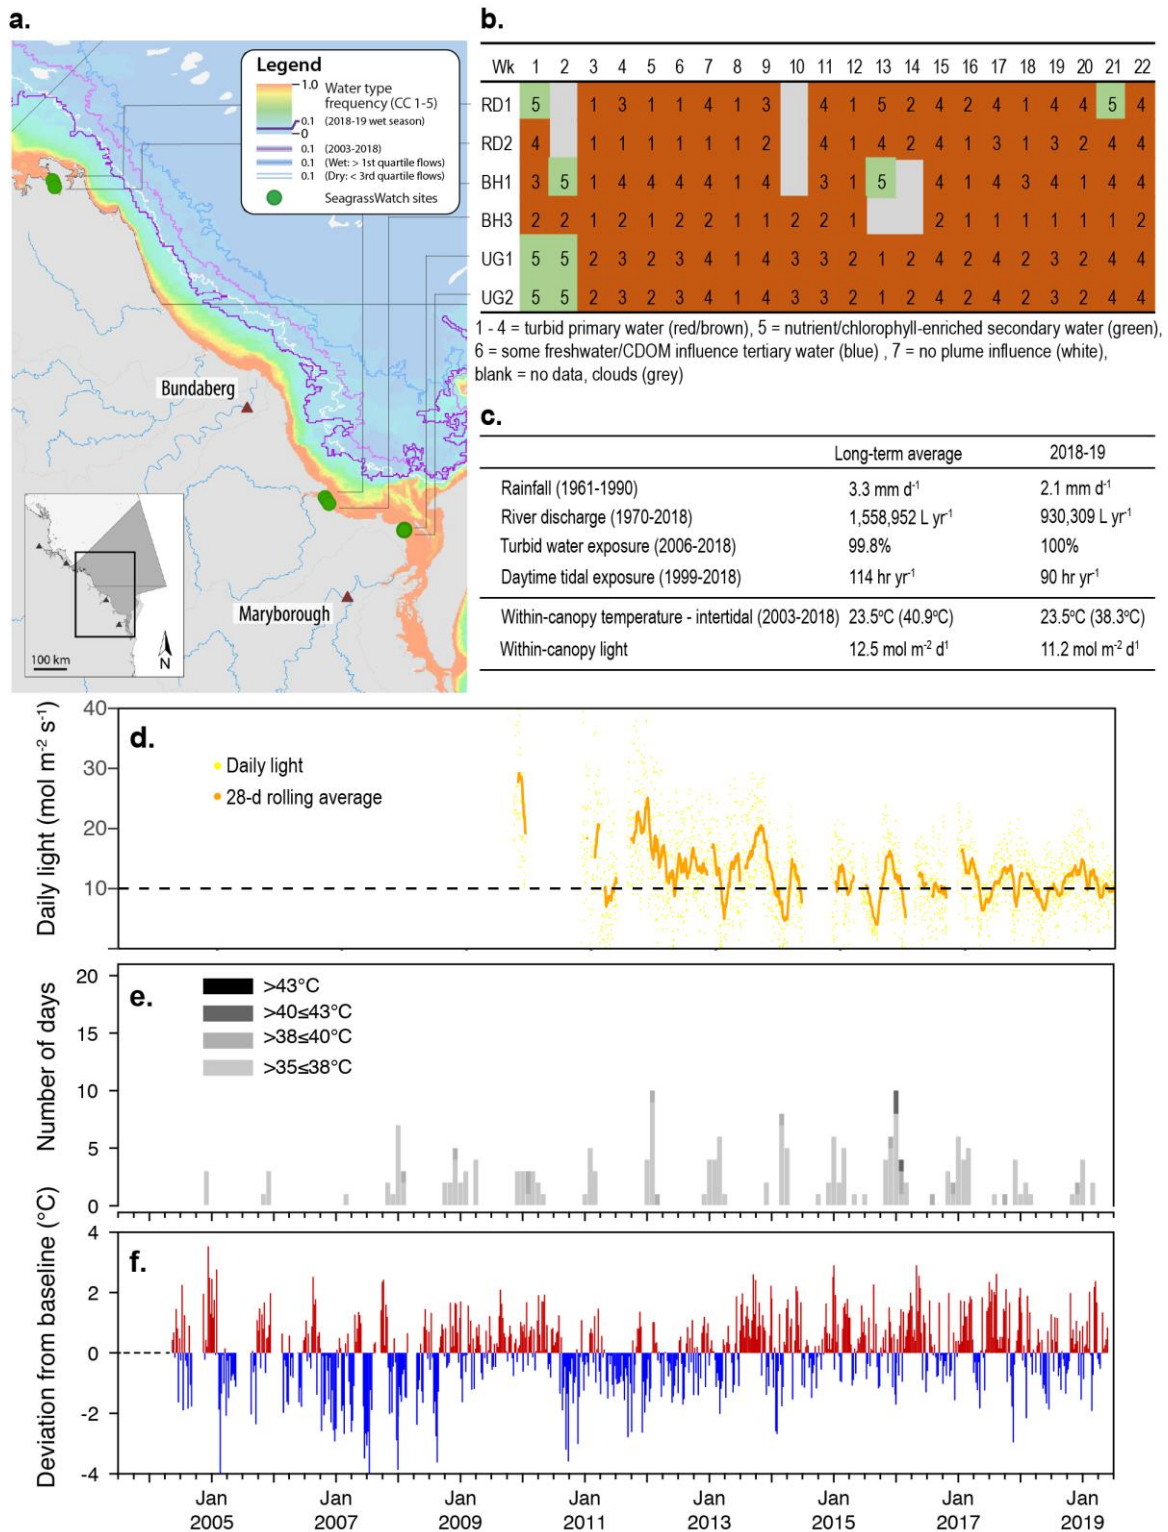 a.
Legend
1.0
Water type
frequency (CC 1-5)
0.1 (2018-19 wet season)
0
0.1 (2003-2018)
0.1 (Wet: > 1st quartile flows)
0.1 (Dry: < 3rd quartile flows)
SeagrassWatch sites
Bundaberg
Maryborough
100 km
N
b.
Wk 1 2 3 4 5 6 7 8 9 10 11 12 13 14 15 16 17 18 19 20 21 22
RD1 5 1 3 1 1 4 1 3 4 1 5 2 4 2 4 1 4 4 5 4
RD2 4 1 1 1 1 1 1 2 4 1 4 2 4 1 3 1 3 2 4 4
BH1 3 5 1 4 4 4 4 1 4 3 1 5 4 1 4 3 4 1 4 4
BH3 2 2 1 2 1 2 2 1 1 2 2 1 2 1 1 1 1 1 1 2
UG1 5 5 2 3 2 3 4 1 4 3 3 2 1 2 4 2 4 2 3 2 4 4
UG2 5 5 2 3 2 3 4 1 4 3 3 2 1 2 4 2 4 2 3 2 4 4
1 - 4 = turbid primary water (red/brown), 5 = nutrient/chlorophyll-enriched secondary water (green),
6 = some freshwater/CDOM influence tertiary water (blue) , 7 = no plume influence (white),
blank = no data, clouds (grey)
c.
Long-term average 2018-19
Rainfall (1961-1990) 3.3 mm d⁻¹ 2.1 mm d⁻¹
River discharge (1970-2018) 1,558,952 L yr⁻¹ 930,309 L yr⁻¹
Turbid water exposure (2006-2018) 99.8% 100%
Daytime tidal exposure (1999-2018) 114 hr yr⁻¹ 90 hr yr⁻¹
Within-canopy temperature - intertidal (2003-2018) 23.5ºC (40.9ºC) 23.5ºC (38.3ºC)
Within-canopy light 12.5 mol m⁻² d¹ 11.2 mol m⁻² d¹
d.
Daily light (mol m⁻² s⁻¹)
40
30
20
10
Daily light
28-d rolling average
e.
Number of days
20
15
10
5
0
>43°C
>40≤43°C
>38≤40°C
>35≤38°C
f.
Deviation from baseline (°C)
4
2
0
-2
-4
Jan Jan Jan Jan Jan Jan Jan Jan
2005 2007 2009 2011 2013 2015 2017 2019